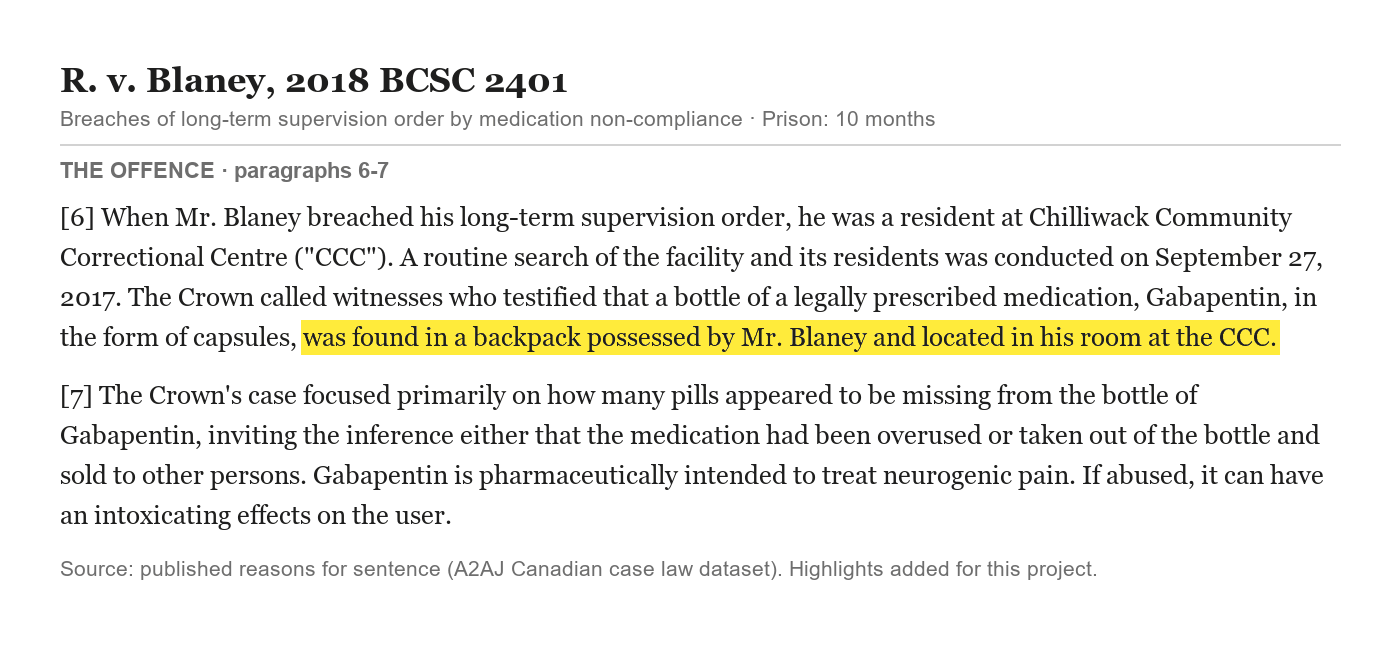 R. v. Blaney, 2018 BCSC 2401
Breaches of long-term supervision order by medication non-compliance · Prison: 10 months
THE OFFENCE · paragraphs 6-7
[6] When Mr. Blaney breached his long-term supervision order, he was a resident at Chilliwack Community
Correctional Centre ("CCC"). A routine search of the facility and its residents was conducted on September 27,
2017. The Crown called witnesses who testified that a bottle of a legally prescribed medication, Gabapentin, in
the form of capsules, was found in a backpack possessed by Mr. Blaney and located in his room at the CCC.
[7] The Crown's case focused primarily on how many pills appeared to be missing from the bottle of
Gabapentin, inviting the inference either that the medication had been overused or taken out of the bottle and
sold to other persons. Gabapentin is pharmaceutically intended to treat neurogenic pain. If abused, it can have
an intoxicating effects on the user.
Source: published reasons for sentence (A2AJ Canadian case law dataset). Highlights added for this project.